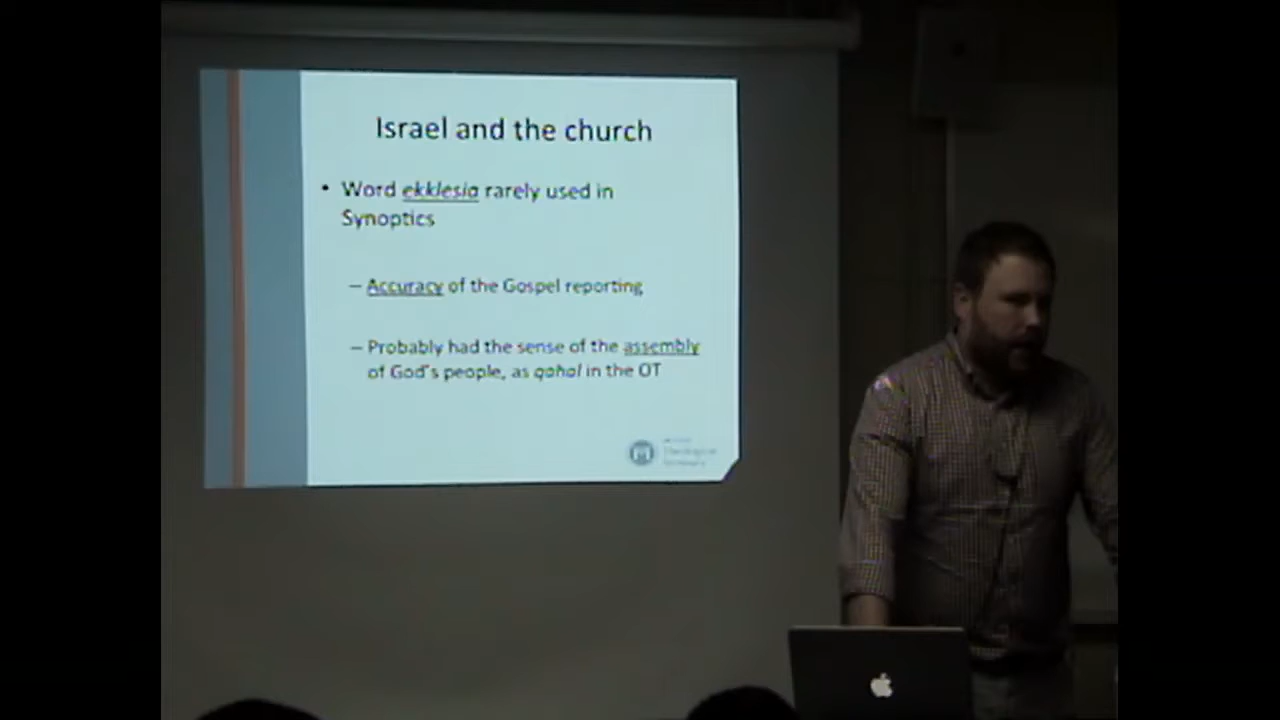 Israel and the church
• Word ekklesia rarely used in
Synoptics
– Accuracy of the Gospel reporting
– Probably had the sense of the assembly
of God's people, as qahal in the OT
Theological